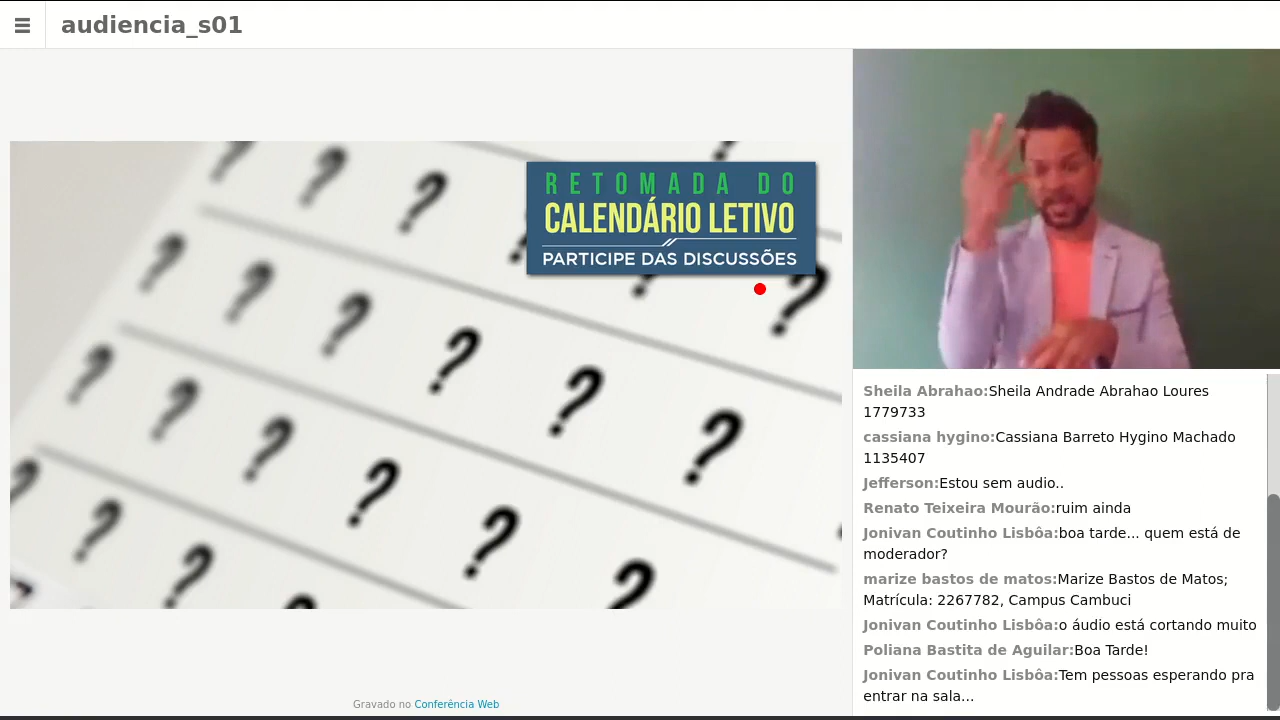 audiencia_s01
RETOMADA DO
CALENDÁRIO LETIVO
PARTICIPE DAS DISCUSSÕES
Sheila Abrahao:Sheila Andrade Abrahao Loures
1779733
cassiana hygino:Cassiana Barreto Hygino Machado
1135407
Jefferson:Estou sem audio..
Renato Teixeira Mourão:ruim ainda
Jonivan Coutinho Lisbôa:boa tarde... quem está de
moderador?
marize bastos de matos:Marize Bastos de Matos;
Matrícula: 2267782, Campus Cambuci
Jonivan Coutinho Lisbôa:o áudio está cortando muito
Poliana Bastita de Aguilar:Boa Tarde!
Jonivan Coutinho Lisbôa:Tem pessoas esperando pra
entrar na sala...
Gravado no Conferência Web